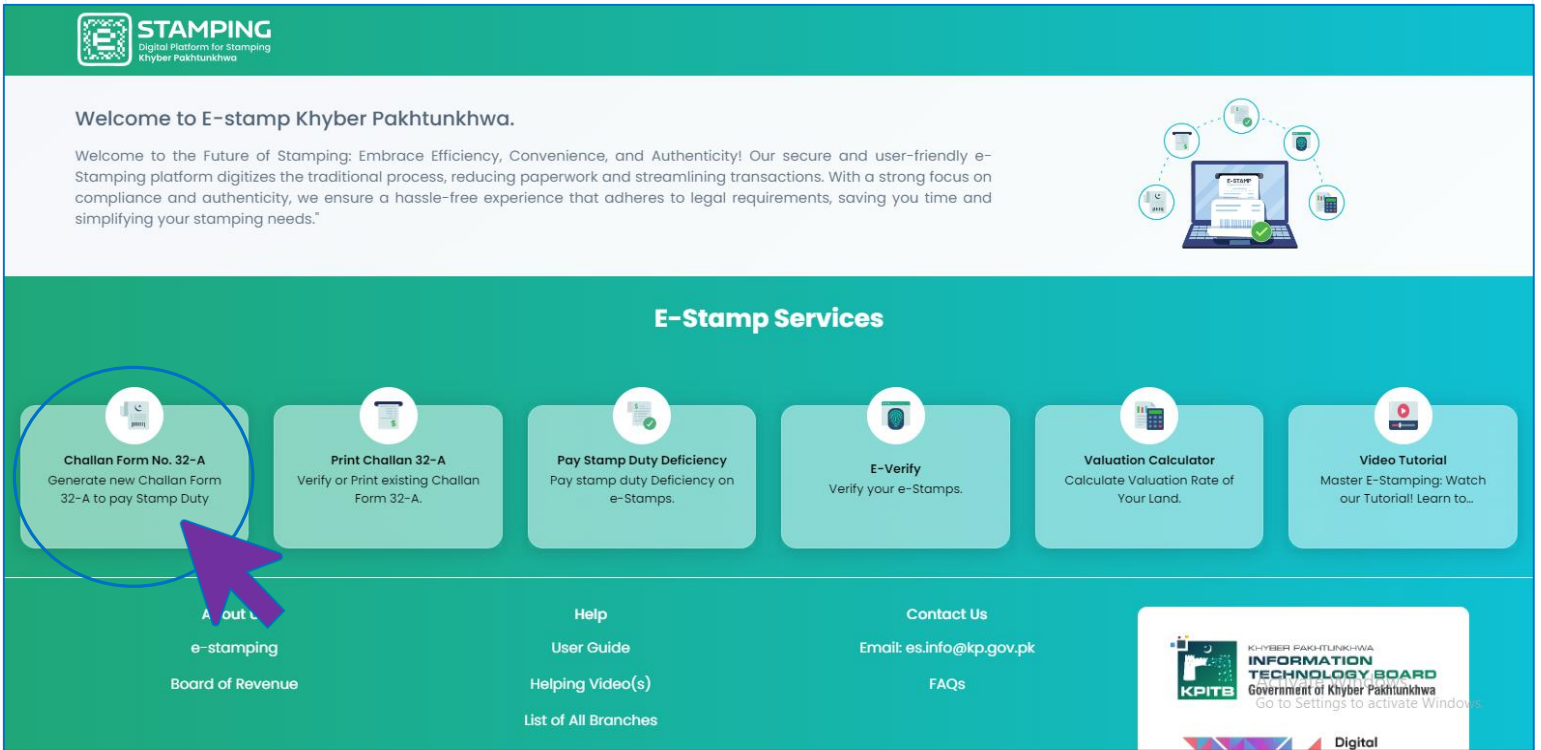 STAMPING
Digital Platform for Stamping
Khyber Pakhtunkhwa
Welcome to E-stamp Khyber Pakhtunkhwa.
Welcome to the Future of Stamping: Embrace Efficiency, Convenience, and Authenticity! Our secure and user-friendly e-
Stamping platform digitizes the traditional process, reducing paperwork and streamlining transactions. With a strong focus on
compliance and authenticity, we ensure a hassle-free experience that adheres to legal requirements, saving you time and
simplifying your stamping needs."
E-STAMP
E-Stamp Services
Challan Form No. 32-A
Generate new Challan Form
32-A to pay Stamp Duty
Print Challan 32-A
Verify or Print existing Challan
Form 32-A.
Pay Stamp Duty Deficiency
Pay stamp duty Deficiency on
e-Stamps.
E-Verify
Verify your e-Stamps.
Valuation Calculator
Calculate Valuation Rate of
Your Land.
Video Tutorial
Master E-Stamping: Watch
our Tutorial! Learn to...
e-stamping
Board of Revenue
Help
User Guide
Helping Video(s)
List of All Branches
Contact Us
Email: es.info@kp.gov.pk
FAQs
KPITB
KHYBER PAKHTUNKHWA
INFORMATION
TECHNOLOGY BOARD
Government of Khyber Pakhtunkhwa
Activate Windows
Go to Settings to activate Windows.
Digital